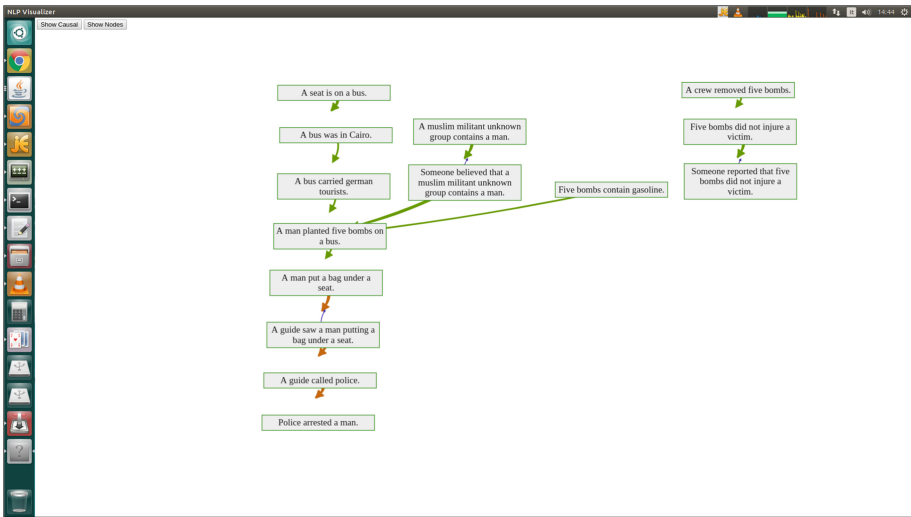 NLP Visualizer
14:44
Show Causal Show Nodes
A seat is on a bus.
A bus was in Cairo.
A bus carried german
tourists.
A muslim militant unknown
group contains a man.
Someone believed that a
muslim militant unknown
group contains a man.
Five bombs contain gasoline.
A crew removed five bombs.
Five bombs did not injure a
victim.
Someone reported that five
bombs did not injure a
victim.
A man planted five bombs on
a bus.
A man put a bag under a
seat.
A guide saw a man putting a
bag under a seat.
A guide called police.
Police arrested a man.